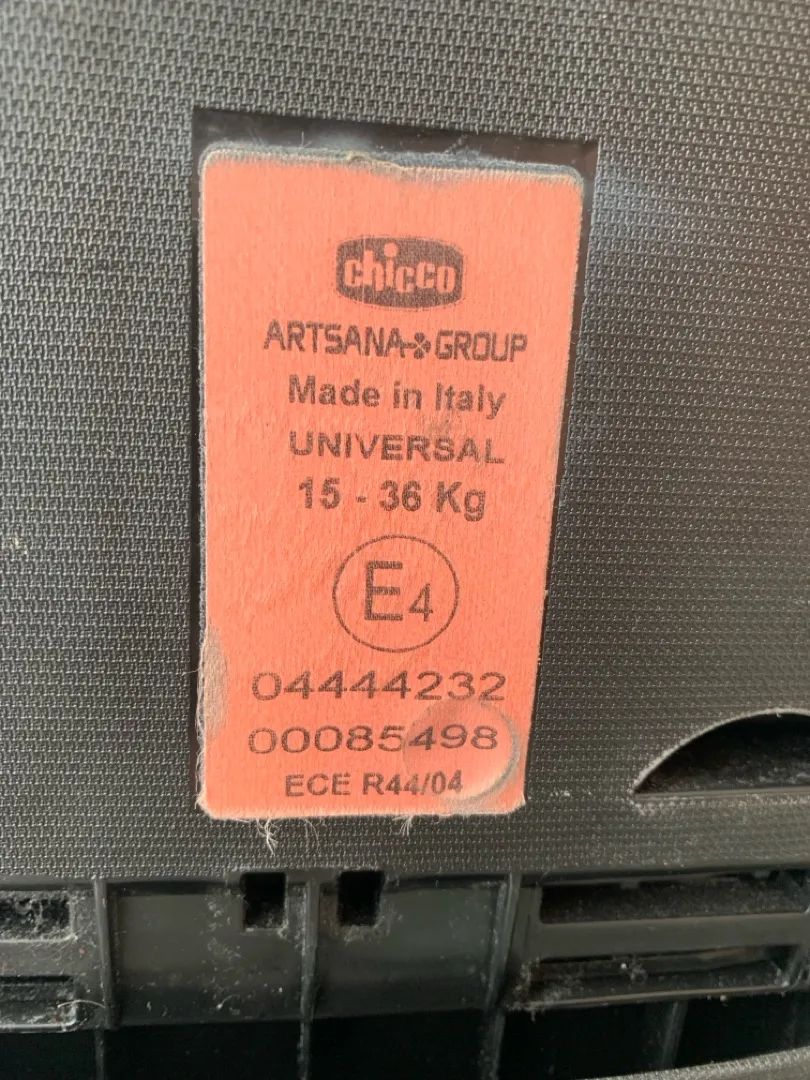 chicco
ARTSANA GROUP
Made in Italy
UNIVERSAL
15 - 36 Kg
E4
04444232
00085498
ECE R44/04